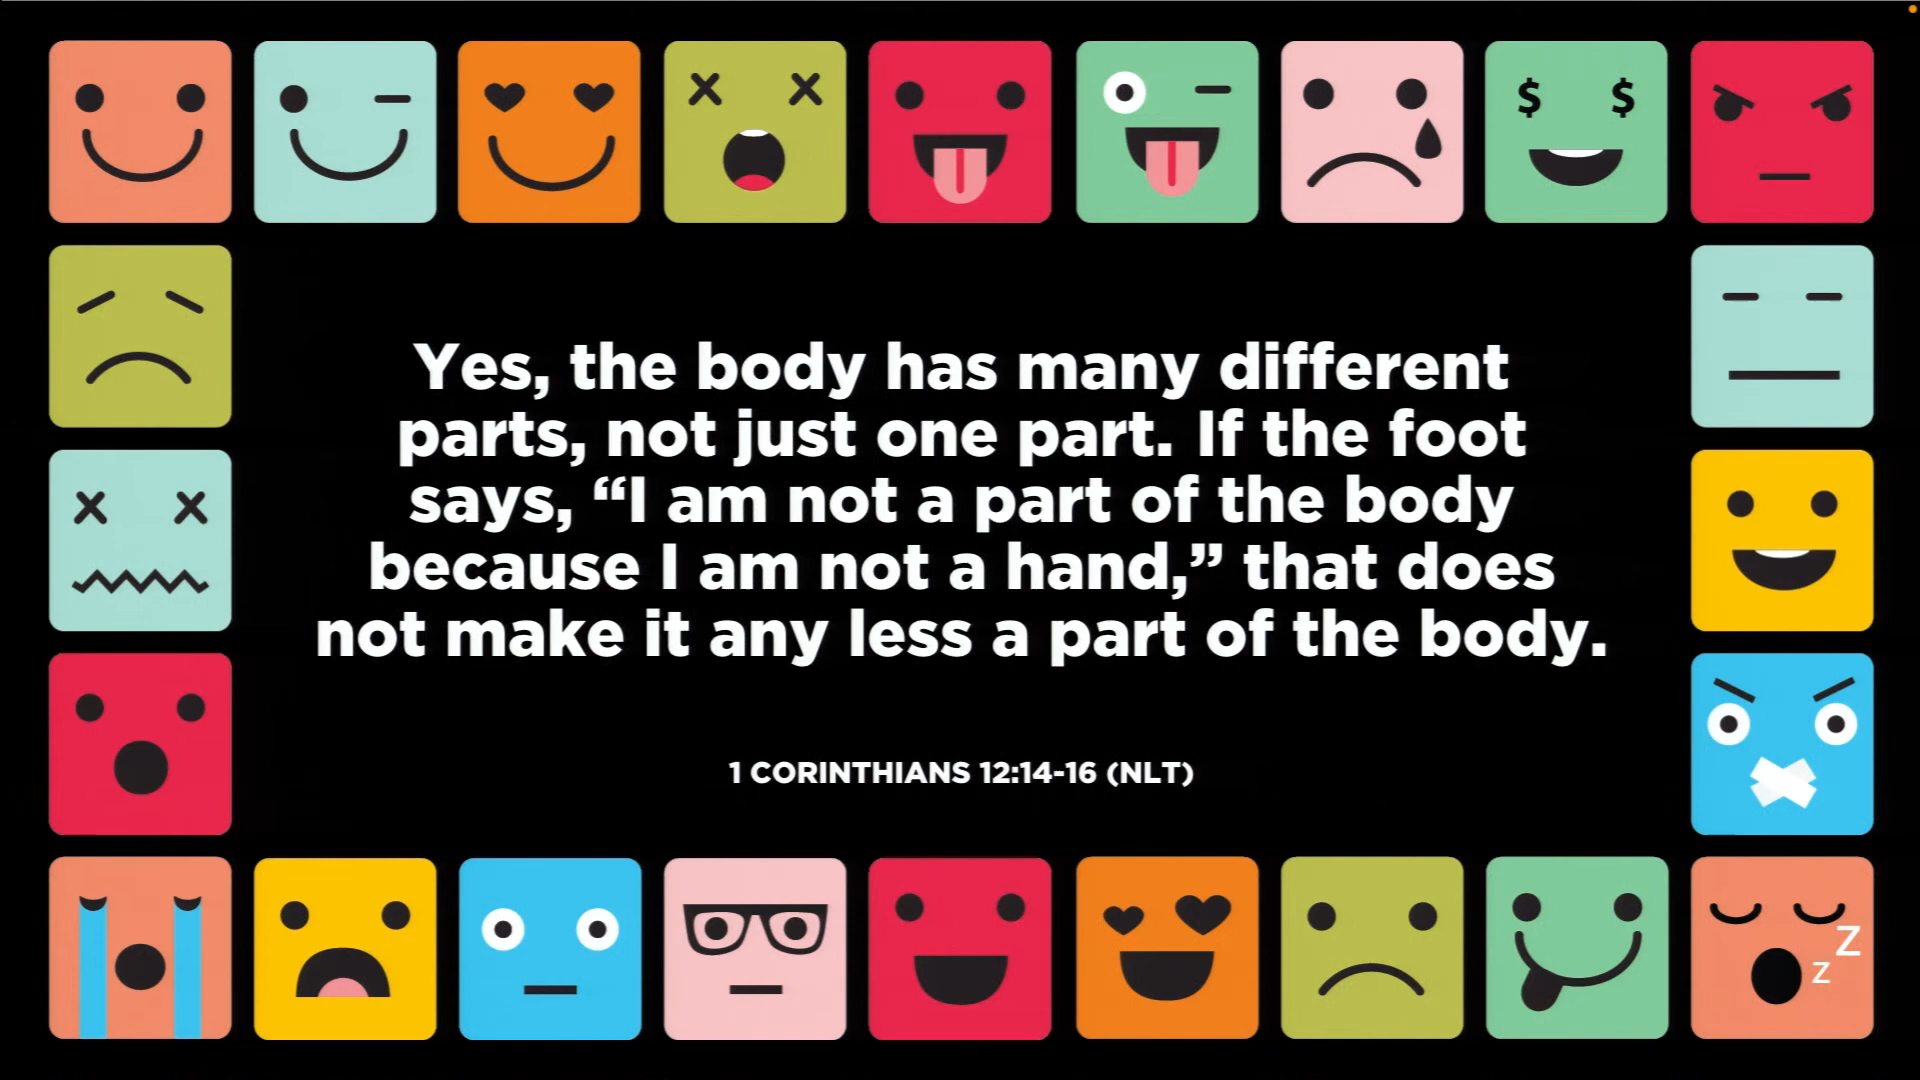 $ $
Yes, the body has many different
parts, not just one part. If the foot
says, “I am not a part of the body
because I am not a hand,” that does
not make it any less a part of the body.
1 CORINTHIANS 12:14-16 (NLT)
Z
z